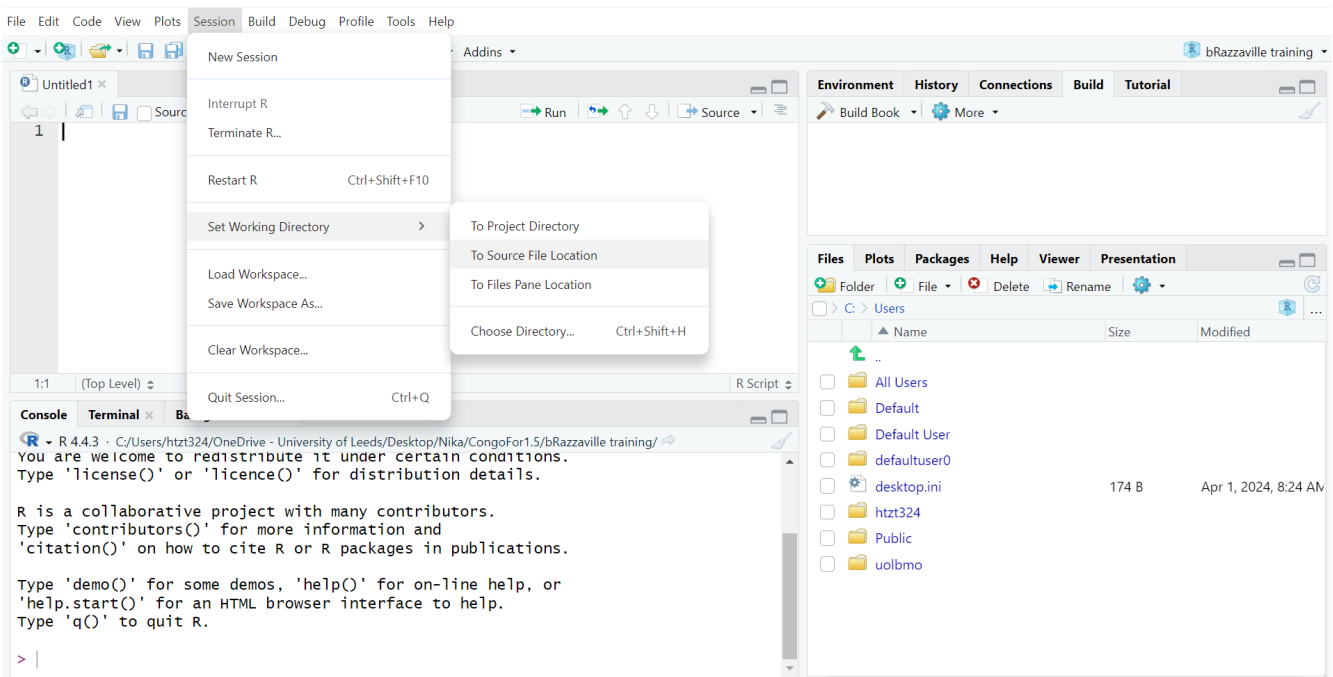 File Edit Code View Plots Session Build Debug Profile Tools Help
Addins
bRazzaville training
New Session
Interrupt R
Terminate R...
Restart R Ctrl+Shift+F10
Set Working Directory
Load Workspace...
Save Workspace As...
Clear Workspace...
Quit Session... Ctrl+Q
To Project Directory
To Source File Location
To Files Pane Location
Choose Directory... Ctrl+Shift+H
Untitled1
Run Source
1
1:1 (Top Level) R Script
Console Terminal
R 4.4.3 · C:/Users/htzt324/OneDrive - University of Leeds/Desktop/Nika/CongoFor1.5/bRazzaville training/
You are welcome to redistribute it under certain conditions.
Type 'license()' or 'licence()' for distribution details.
R is a collaborative project with many contributors.
Type 'contributors()' for more information and
'citation()' on how to cite R or R packages in publications.
Type 'demo()' for some demos, 'help()' for on-line help, or
'help.start()' for an HTML browser interface to help.
Type 'q()' to quit R.
>
Environment History Connections Build Tutorial
Build Book More
Files Plots Packages Help Viewer Presentation
Folder File Delete Rename
C: Users
Name Size Modified
..
All Users
Default
Default User
defaultuser0
desktop.ini 174 B Apr 1, 2024, 8:24 AM
htzt324
Public
uolbmo